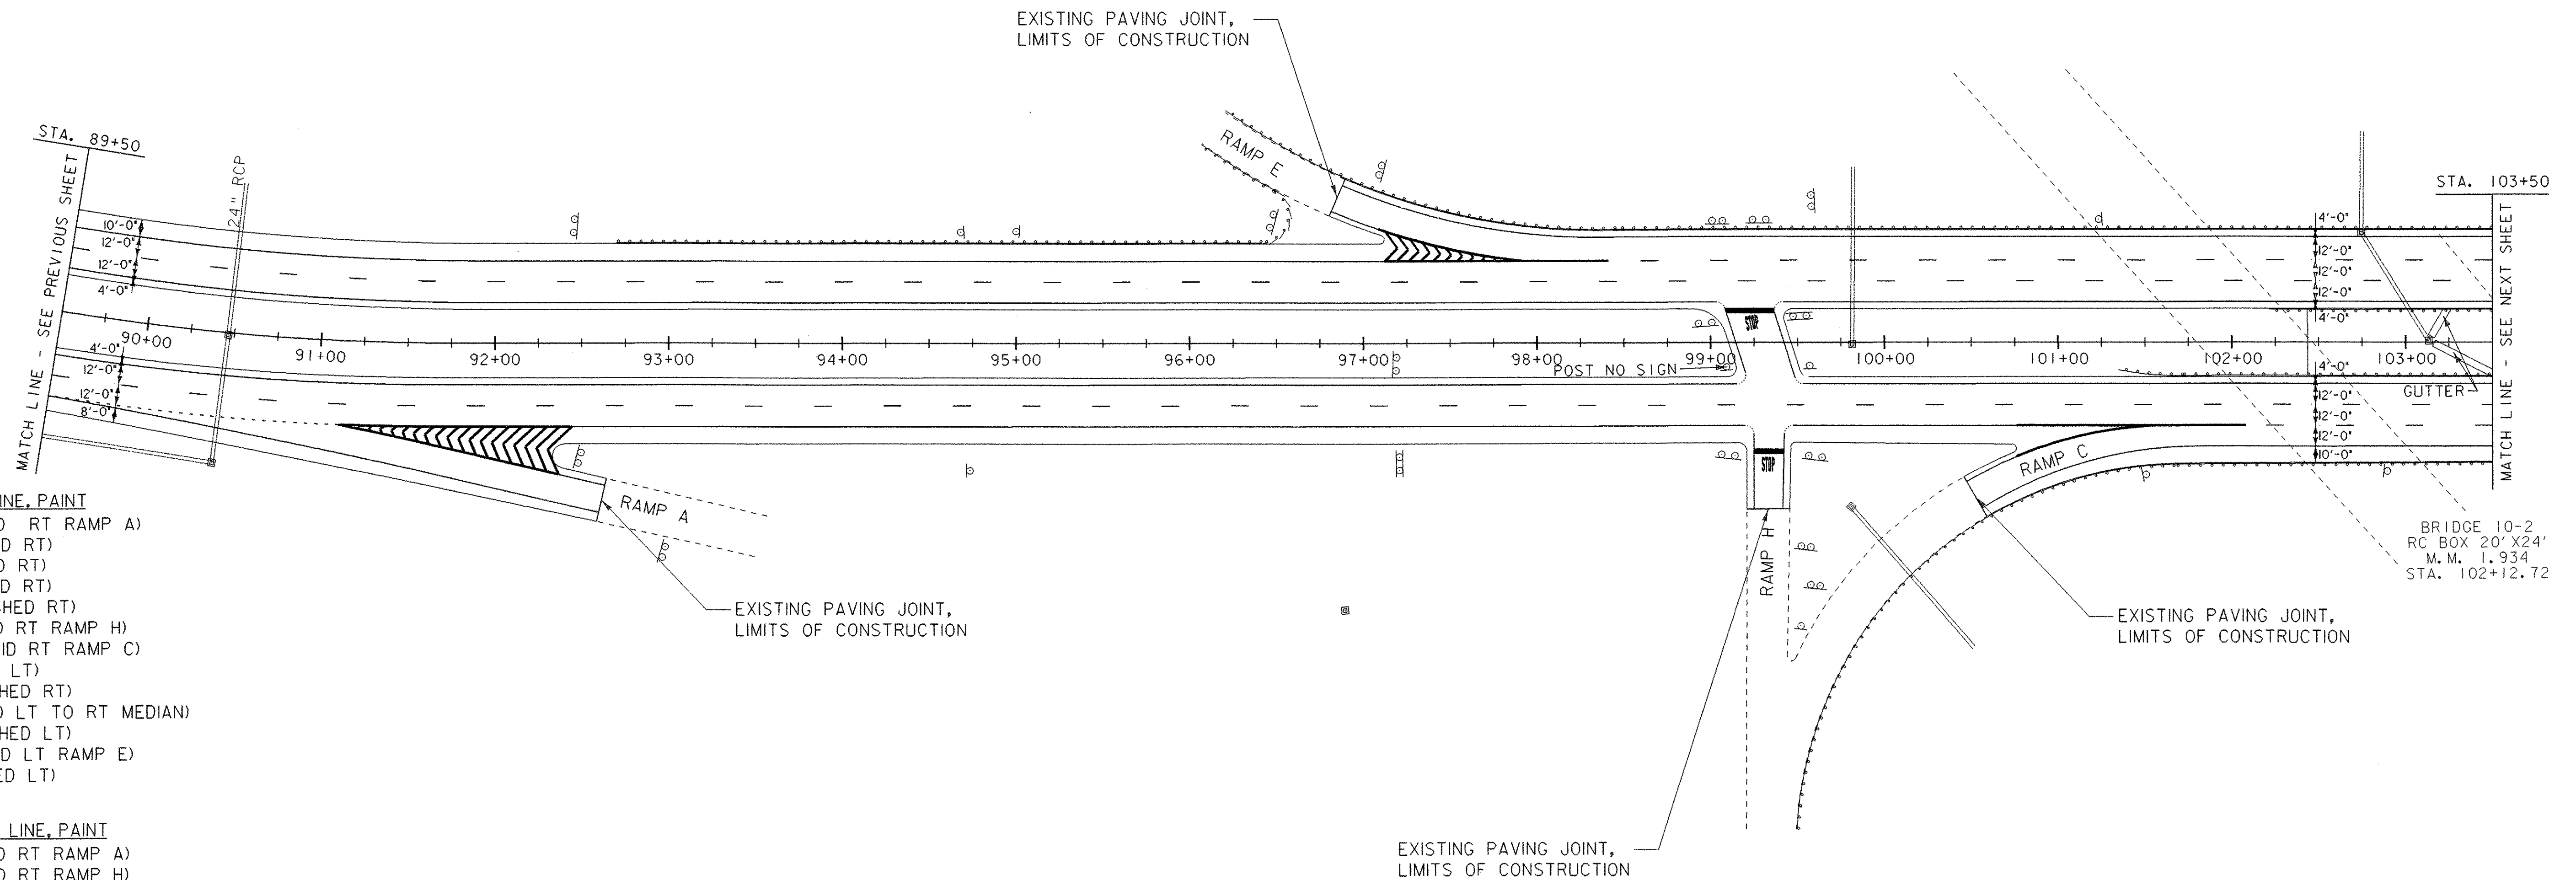 EXISTING PAVING JOINT,
LIMITS OF CONSTRUCTION
STA. 89+50
MATCH LINE - SEE PREVIOUS SHEET
24" RCP
RAMP E
STA. 103+50
MATCH LINE - SEE NEXT SHEET
10'-0"
12'-0"
12'-0"
4'-0"
4'-0"
12'-0"
12'-0"
8'-0"
4'-0"
12'-0"
12'-0"
12'-0"
4'-0"
4'-0"
12'-0"
12'-0"
12'-0"
10'-0"
STOP
90+00
91+00
92+00
93+00
94+00
95+00
96+00
97+00
98+00
99+00
100+00
101+00
102+00
103+00
POST NO SIGN
GUTTER
STOP
RAMP A
RAMP H
RAMP C
BRIDGE 10-2
RC BOX 20'X24'
M.M. 1.934
STA. 102+12.72
EXISTING PAVING JOINT,
LIMITS OF CONSTRUCTION
EXISTING PAVING JOINT,
LIMITS OF CONSTRUCTION
EXISTING PAVING JOINT,
LIMITS OF CONSTRUCTION
INE, PAINT
RT RAMP A)
D RT)
RT)
D RT)
HED RT)
RT RAMP H)
ID RT RAMP C)
LT)
HED RT)
LT TO RT MEDIAN)
HED LT)
D LT RAMP E)
ED LT)
LINE, PAINT
RT RAMP A)
RT RAMP H)